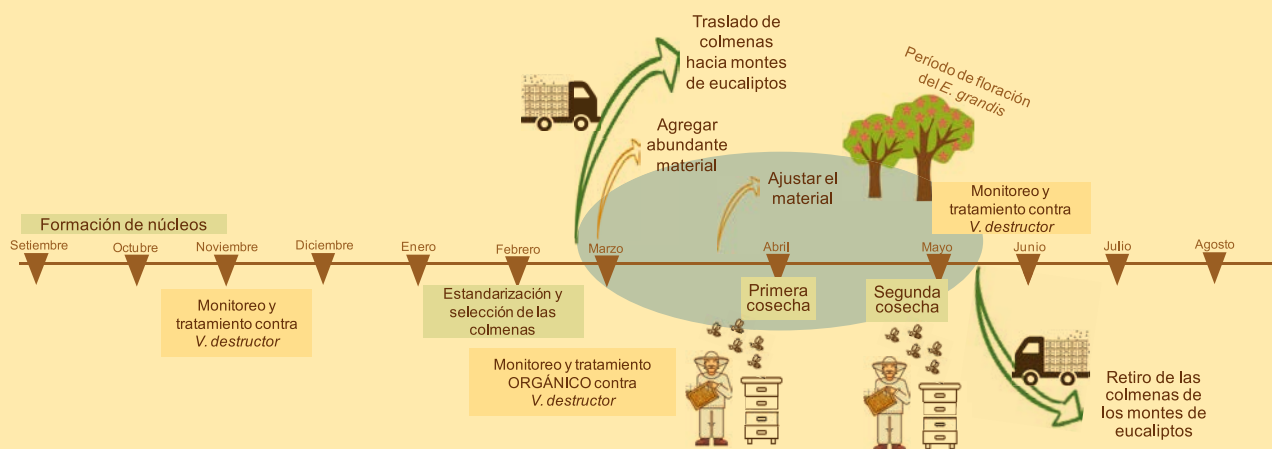 Traslado de
colmenas
hacia montes
de eucaliptos
Período de floración
del E. grandis
Agregar
abundante
material
Ajustar el
material
Monitoreo y
tratamiento contra
V. destructor
Formación de núcleos
Setiembre
Octubre
Noviembre
Diciembre
Enero
Febrero
Marzo
Abril
Mayo
Junio
Julio
Agosto
Monitoreo y
tratamiento contra
V. destructor
Estandarización y
selección de las
colmenas
Primera
cosecha
Segunda
cosecha
Monitoreo y tratamiento
ORGÁNICO contra
V. destructor
Retiro de las
colmenas de
los montes de
eucaliptos